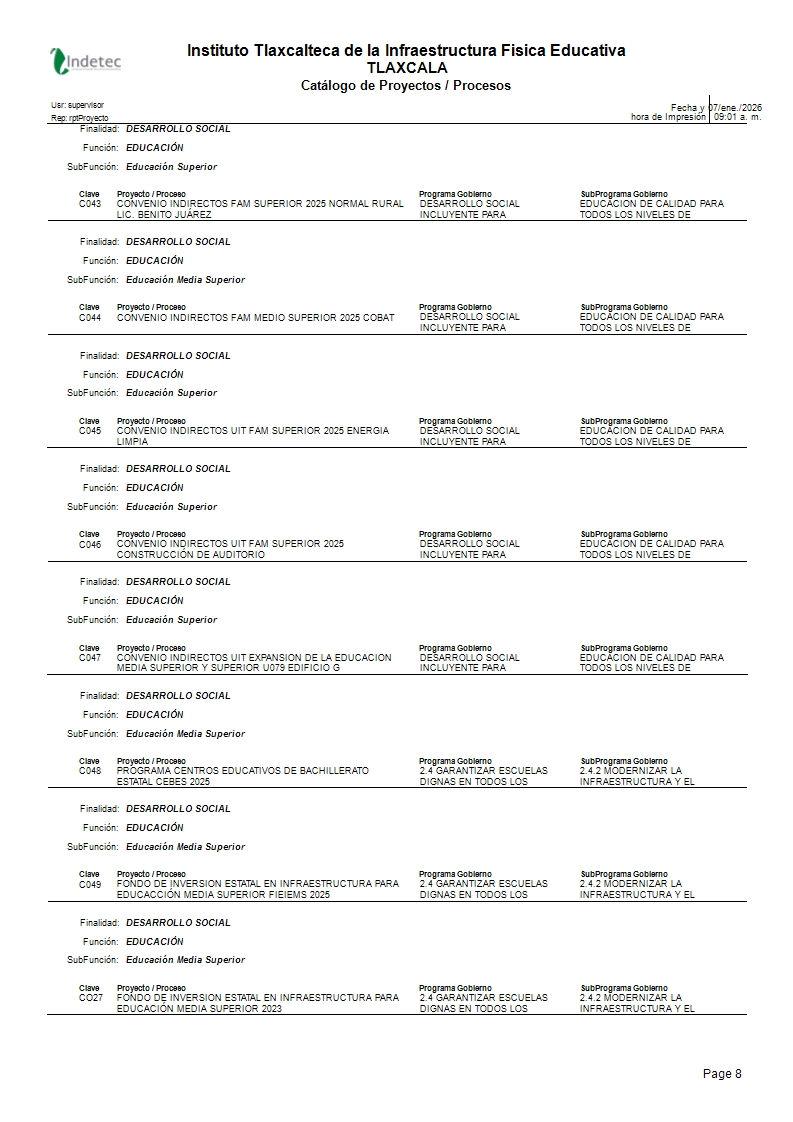 Instituto Tlaxcalteca de la Infraestructura Fisica Educativa
TLAXCALA
Catálogo de Proyectos / Procesos
Indetec
Usr: supervisor
Rep: rptProyecto
Fecha y 07/ene./2026
hora de Impresión 09:01 a. m.
Finalidad: DESARROLLO SOCIAL
Función: EDUCACIÓN
SubFunción: Educación Superior
Clave Proyecto / Proceso Programa Gobierno SubPrograma Gobierno
C043 CONVENIO INDIRECTOS FAM SUPERIOR 2025 NORMAL RURAL DESARROLLO SOCIAL EDUCACION DE CALIDAD PARA
LIC. BENITO JUÁREZ INCLUYENTE PARA TODOS LOS NIVELES DE
Finalidad: DESARROLLO SOCIAL
Función: EDUCACIÓN
SubFunción: Educación Media Superior
Clave Proyecto / Proceso Programa Gobierno SubPrograma Gobierno
C044 CONVENIO INDIRECTOS FAM MEDIO SUPERIOR 2025 COBAT DESARROLLO SOCIAL EDUCACION DE CALIDAD PARA
INCLUYENTE PARA TODOS LOS NIVELES DE
Finalidad: DESARROLLO SOCIAL
Función: EDUCACIÓN
SubFunción: Educación Superior
Clave Proyecto / Proceso Programa Gobierno SubPrograma Gobierno
C045 CONVENIO INDIRECTOS UIT FAM SUPERIOR 2025 ENERGIA DESARROLLO SOCIAL EDUCACION DE CALIDAD PARA
LIMPIA INCLUYENTE PARA TODOS LOS NIVELES DE
Finalidad: DESARROLLO SOCIAL
Función: EDUCACIÓN
SubFunción: Educación Superior
Clave Proyecto / Proceso Programa Gobierno SubPrograma Gobierno
C046 CONVENIO INDIRECTOS UIT FAM SUPERIOR 2025 DESARROLLO SOCIAL EDUCACION DE CALIDAD PARA
CONSTRUCCIÓN DE AUDITORIO INCLUYENTE PARA TODOS LOS NIVELES DE
Finalidad: DESARROLLO SOCIAL
Función: EDUCACIÓN
SubFunción: Educación Superior
Clave Proyecto / Proceso Programa Gobierno SubPrograma Gobierno
C047 CONVENIO INDIRECTOS UIT EXPANSION DE LA EDUCACION DESARROLLO SOCIAL EDUCACION DE CALIDAD PARA
MEDIA SUPERIOR Y SUPERIOR U079 EDIFICIO G INCLUYENTE PARA TODOS LOS NIVELES DE
Finalidad: DESARROLLO SOCIAL
Función: EDUCACIÓN
SubFunción: Educación Media Superior
Clave Proyecto / Proceso Programa Gobierno SubPrograma Gobierno
C048 PROGRAMA CENTROS EDUCATIVOS DE BACHILLERATO 2.4 GARANTIZAR ESCUELAS 2.4.2 MODERNIZAR LA
ESTATAL CEBES 2025 DIGNAS EN TODOS LOS INFRAESTRUCTURA Y EL
Finalidad: DESARROLLO SOCIAL
Función: EDUCACIÓN
SubFunción: Educación Media Superior
Clave Proyecto / Proceso Programa Gobierno SubPrograma Gobierno
C049 FONDO DE INVERSION ESTATAL EN INFRAESTRUCTURA PARA 2.4 GARANTIZAR ESCUELAS 2.4.2 MODERNIZAR LA
EDUCACCIÓN MEDIA SUPERIOR FIEIEMS 2025 DIGNAS EN TODOS LOS INFRAESTRUCTURA Y EL
Finalidad: DESARROLLO SOCIAL
Función: EDUCACIÓN
SubFunción: Educación Media Superior
Clave Proyecto / Proceso Programa Gobierno SubPrograma Gobierno
CO27 FONDO DE INVERSION ESTATAL EN INFRAESTRUCTURA PARA 2.4 GARANTIZAR ESCUELAS 2.4.2 MODERNIZAR LA
EDUCACIÓN MEDIA SUPERIOR 2023 DIGNAS EN TODOS LOS INFRAESTRUCTURA Y EL
Page 8